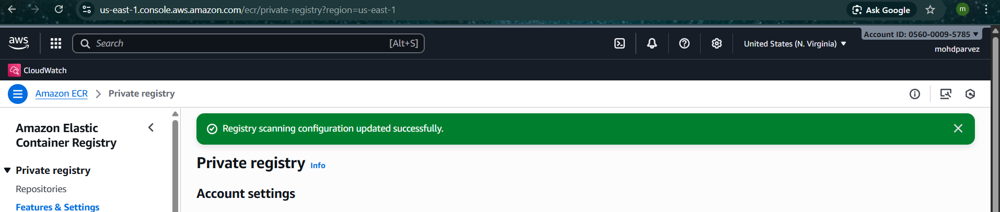 us-east-1.console.aws.amazon.com/ecr/private-registry?region=us-east-1
Ask Google
m
aws
Search
[Alt+S]
United States (N. Virginia)
Account ID: 0560-0009-5785
mohdparvez
CloudWatch
Amazon ECR > Private registry
Amazon Elastic
Container Registry
Private registry
Repositories
Features & Settings
Registry scanning configuration updated successfully.
Private registry Info
Account settings